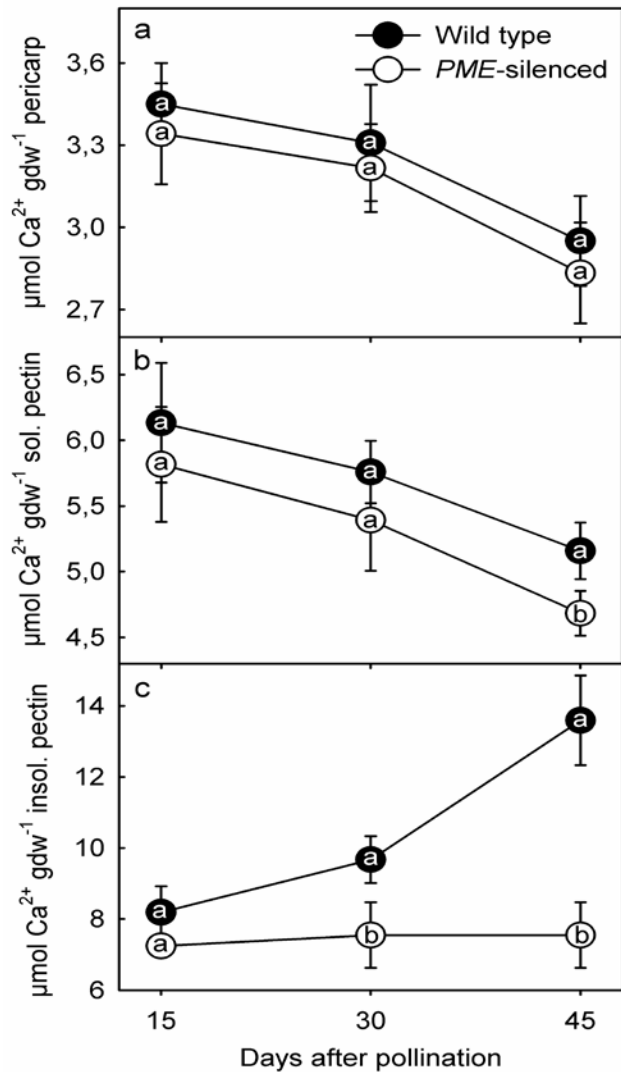 a
Wild type
PME-silenced
3,6
3,3
3,0
2,7
µmol Ca²⁺ gdw⁻¹ pericarp
a
a
a
a
a
a
b
6,5
6,0
5,5
5,0
4,5
µmol Ca²⁺ gdw⁻¹ sol. pectin
a
a
a
a
a
b
c
14
12
10
8
6
µmol Ca²⁺ gdw⁻¹ insol. pectin
a
a
a
a
b
b
15
30
45
Days after pollination